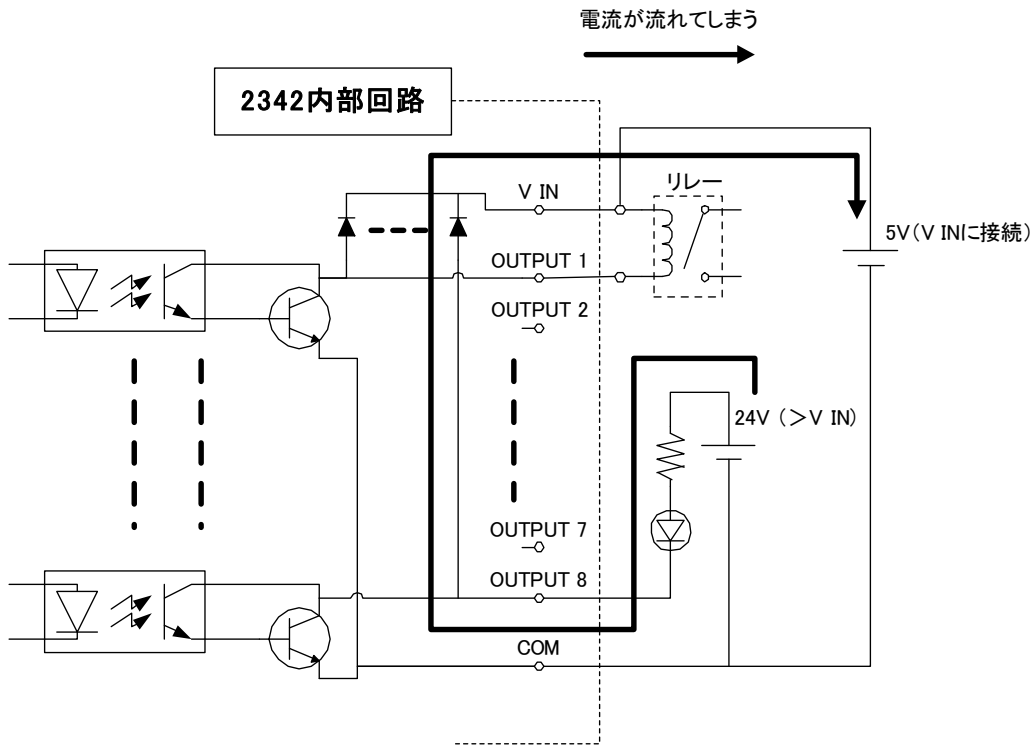 電流が流れてしまう
2342内部回路
V IN
リレー
5V(V INに接続)
OUTPUT 1
OUTPUT 2
24V (＞V IN)
OUTPUT 7
OUTPUT 8
COM